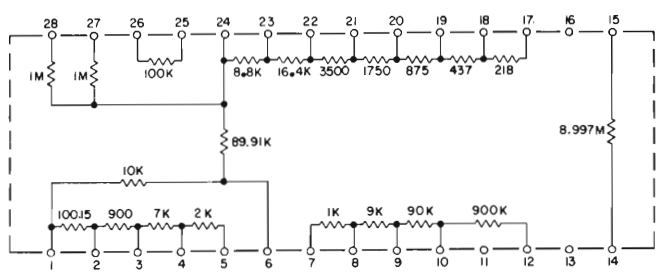 28 27 26 25 24 23 22 21 20 19 18 17 16 15
1M 1M 100K 8.8K 16.4K 3500 1750 875 437 218
89.91K 8.997M
10K
100.15 900 7K 2K 1K 9K 90K 900K
1 2 3 4 5 6 7 8 9 10 11 12 13 14